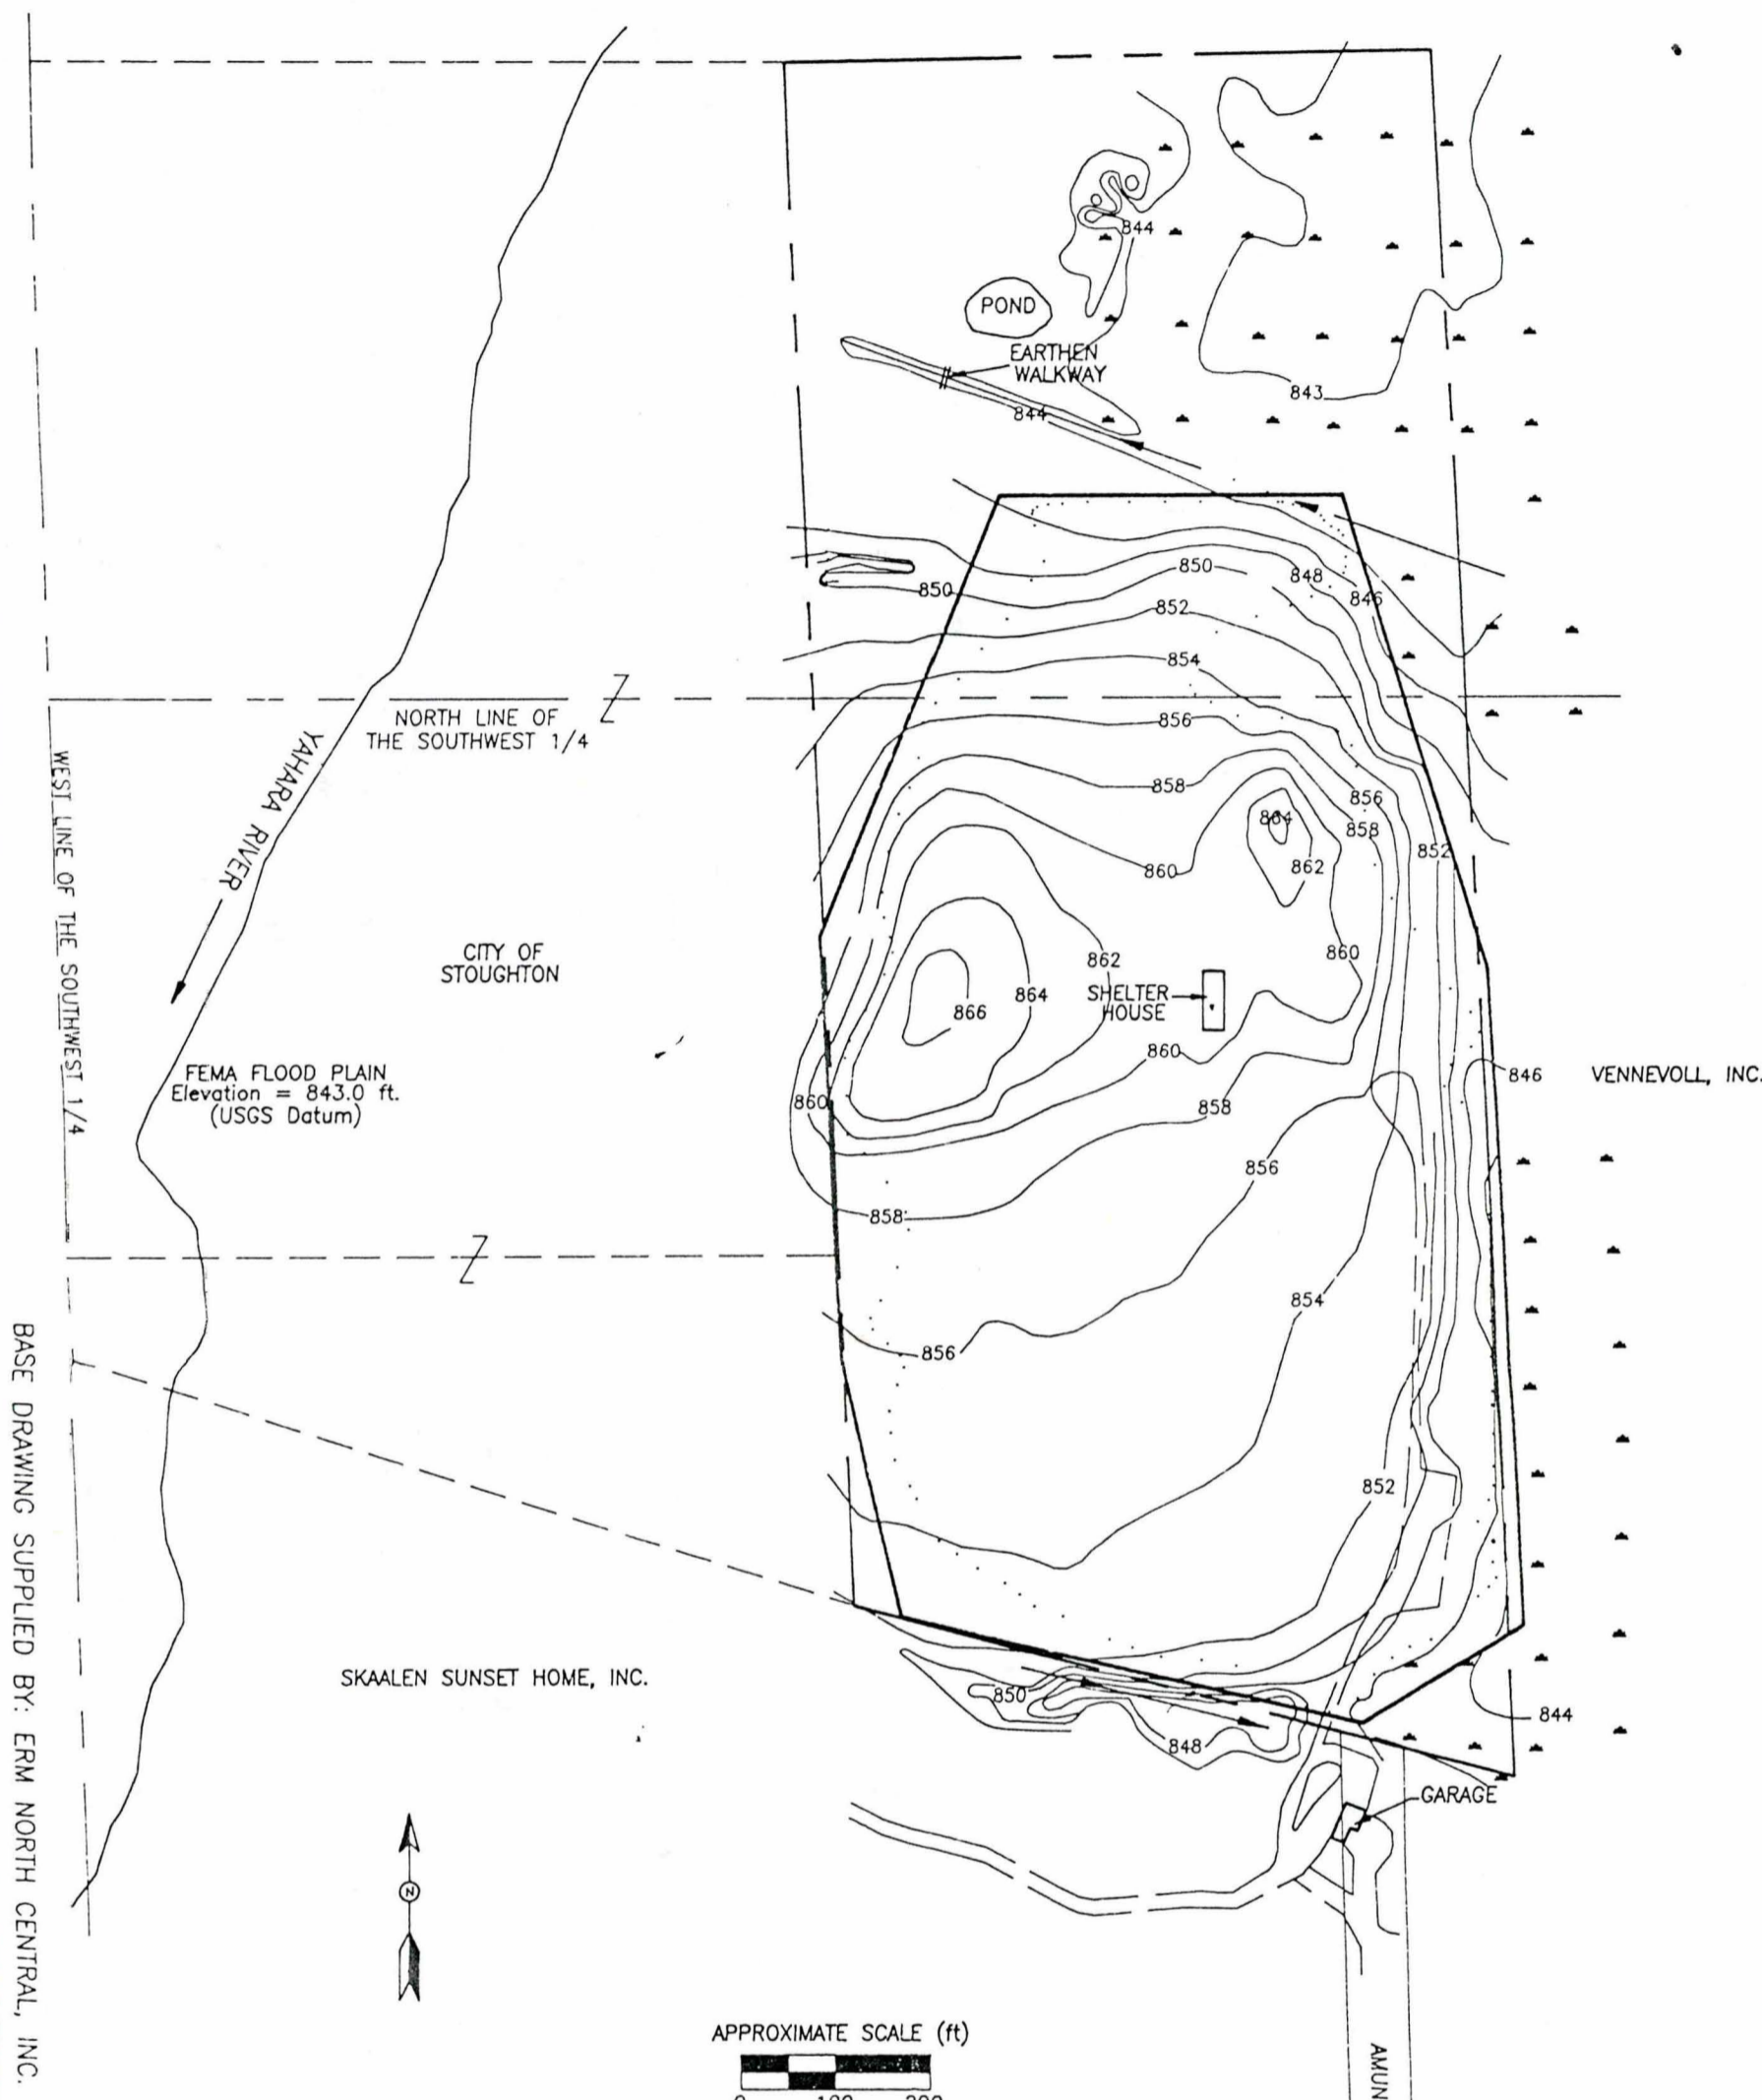 844
POND
EARTHEN
WALKWAY
843
844
850
848
850
846
852
854
NORTH LINE OF
THE SOUTHWEST 1/4
856
YAHARA RIVER
WEST LINE OF THE SOUTHWEST 1/4
858
856
864
858
852
862
860
CITY OF
STOUGHTON
860
862
864
SHELTER
HOUSE
866
860
846
VENNEVOLL, INC.
FEMA FLOOD PLAIN
Elevation = 843.0 ft.
(USGS Datum)
860
858
856
858
854
856
BASE DRAWING SUPPLIED BY: ERM NORTH CENTRAL, INC.
852
SKAALEN SUNSET HOME, INC.
850
844
848
GARAGE
N
APPROXIMATE SCALE (ft)
AMUN
0 100 200